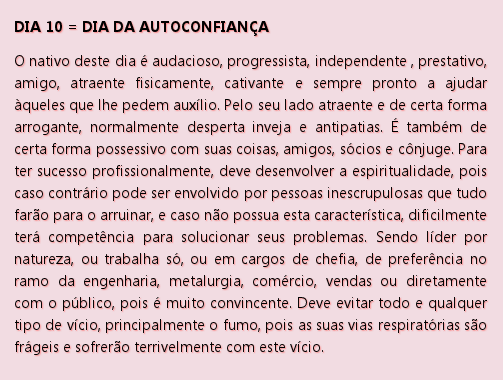 DIA 10 = DIA DA AUTOCONFIANÇA
O nativo deste dia é audacioso, progressista, independente , prestativo,
amigo, atraente fisicamente, cativante e sempre pronto a ajudar
àqueles que lhe pedem auxílio. Pelo seu lado atraente e de certa forma
arrogante, normalmente desperta inveja e antipatias. É também de
certa forma possessivo com suas coisas, amigos, sócios e cônjuge. Para
ter sucesso profissionalmente, deve desenvolver a espiritualidade, pois
caso contrário pode ser envolvido por pessoas inescrupulosas que tudo
farão para o arruinar, e caso não possua esta característica, dificilmente
terá competência para solucionar seus problemas. Sendo líder por
natureza, ou trabalha só, ou em cargos de chefia, de preferência no
ramo da engenharia, metalurgia, comércio, vendas ou diretamente
com o público, pois é muito convincente. Deve evitar todo e qualquer
tipo de vício, principalmente o fumo, pois as suas vias respiratórias são
frágeis e sofrerão terrivelmente com este vício.